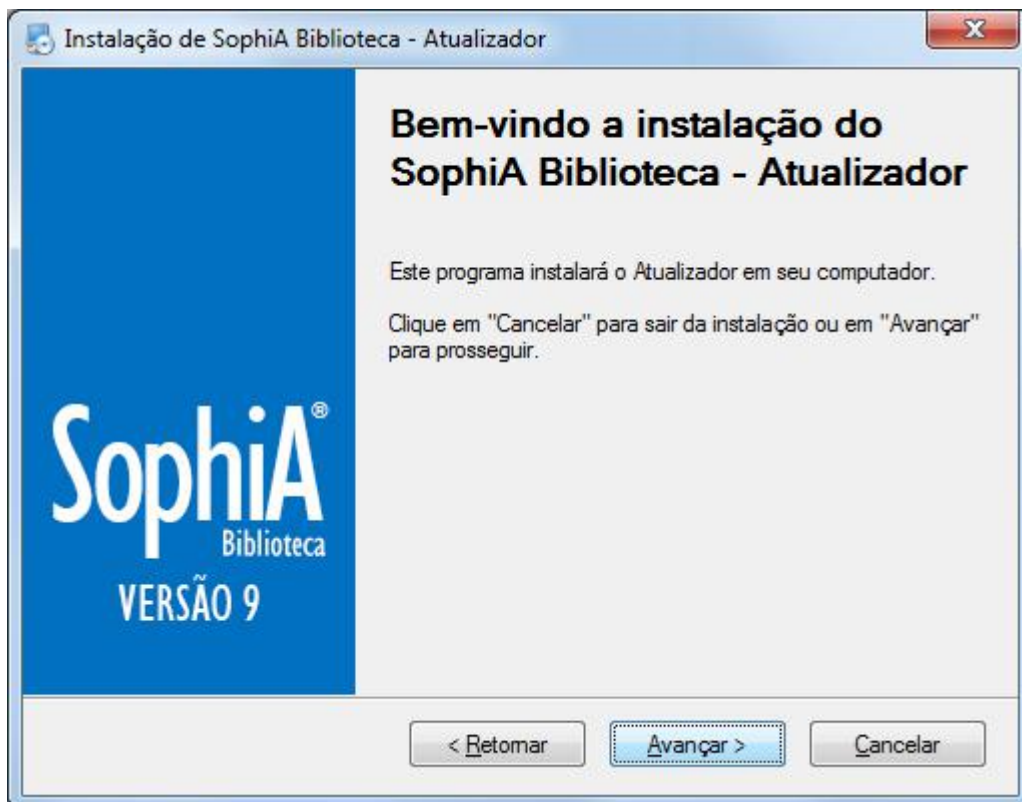 Instalação de SophiA Biblioteca - Atualizador
Bem-vindo a instalação do
SophiA Biblioteca - Atualizador
Este programa instalará o Atualizador em seu computador.
Clique em "Cancelar" para sair da instalação ou em "Avançar"
para prosseguir.
SophiA®
Biblioteca
VERSÃO 9
< Retornar
Avançar >
Cancelar